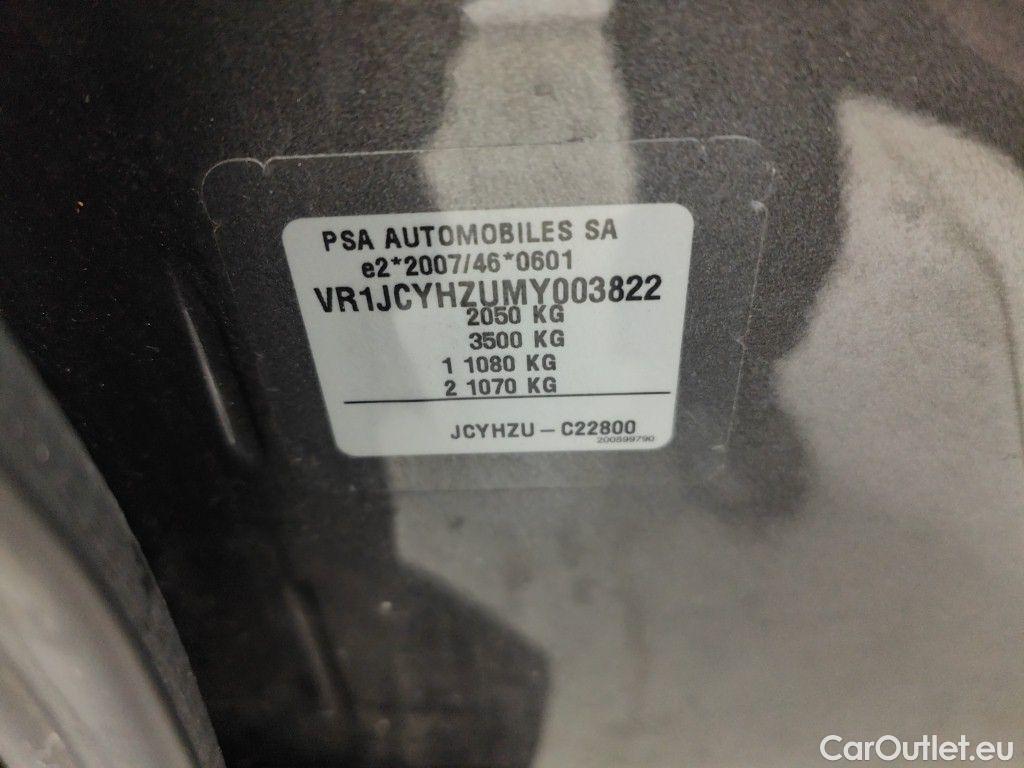 PSA AUTOMOBILES SA
e2*2007/46*0601
VR1JCYHZUMY003822
2050 KG
3500 KG
1 1080 KG
2 1070 KG
JCYHZU – C22800
200899790
CarOutlet.eu